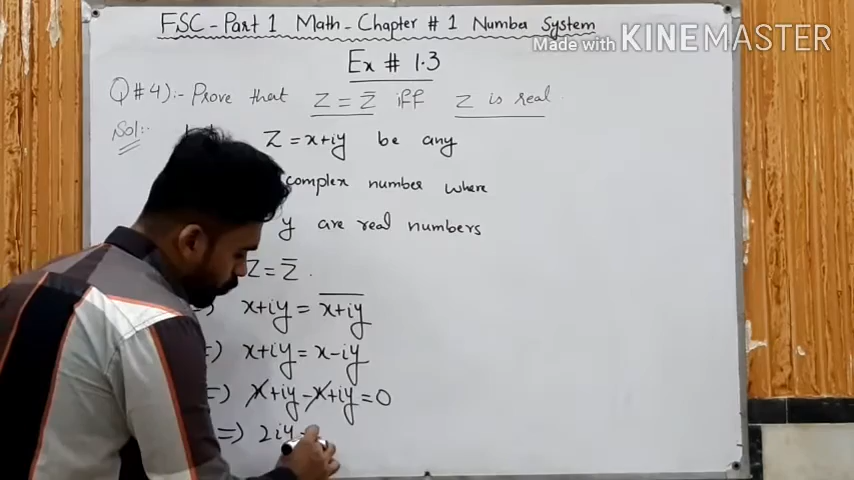 FSC - Part 1 Math - Chapter # 1 Numba System
Made with KINEMASTER
Ex # 1.3
Q # 4) :- Prove that Z = Z̅ iff Z is real
Sol:-
Z = x+iy be any
complex number where
y are real numbers
Z = Z̅ .
x+iy = \overline{x+iy}
=) x+iy = x-iy
=) x+iy-x+iy = 0
=) 2iy